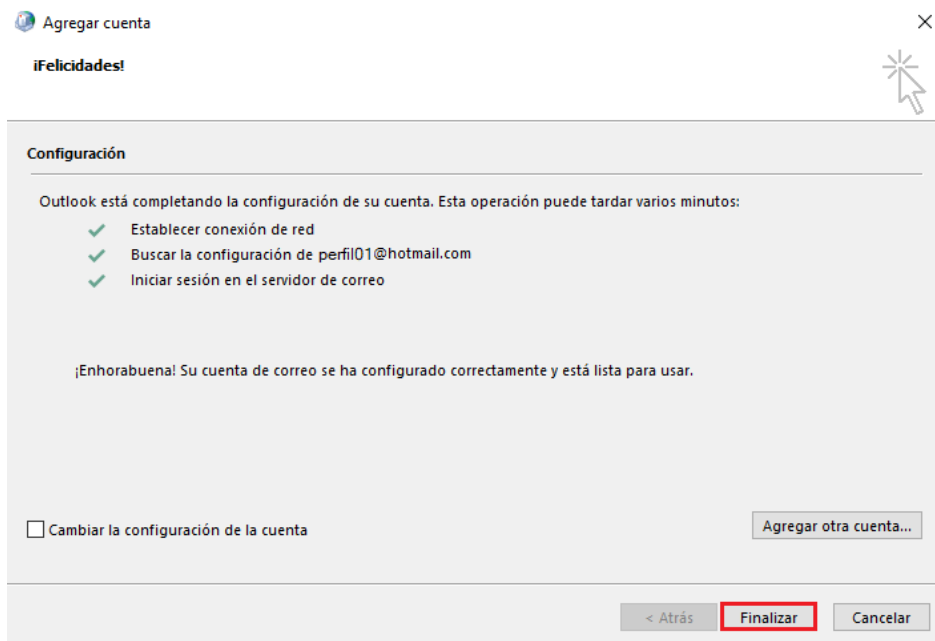 Agregar cuenta
¡Felicidades!
Configuración
Outlook está completando la configuración de su cuenta. Esta operación puede tardar varios minutos:
Establecer conexión de red
Buscar la configuración de perfil01@hotmail.com
Iniciar sesión en el servidor de correo
¡Enhorabuena! Su cuenta de correo se ha configurado correctamente y está lista para usar.
Cambiar la configuración de la cuenta
Agregar otra cuenta...
< Atrás
Finalizar
Cancelar